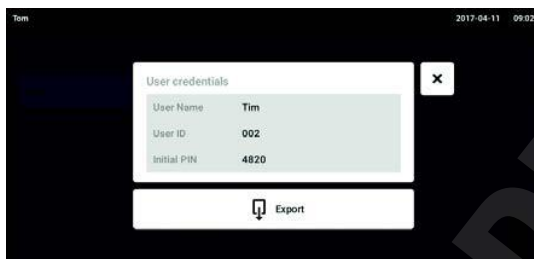 Tom 2017-04-11 09:02
User credentials
User Name Tim
User ID 002
Initial PIN 4820
Export